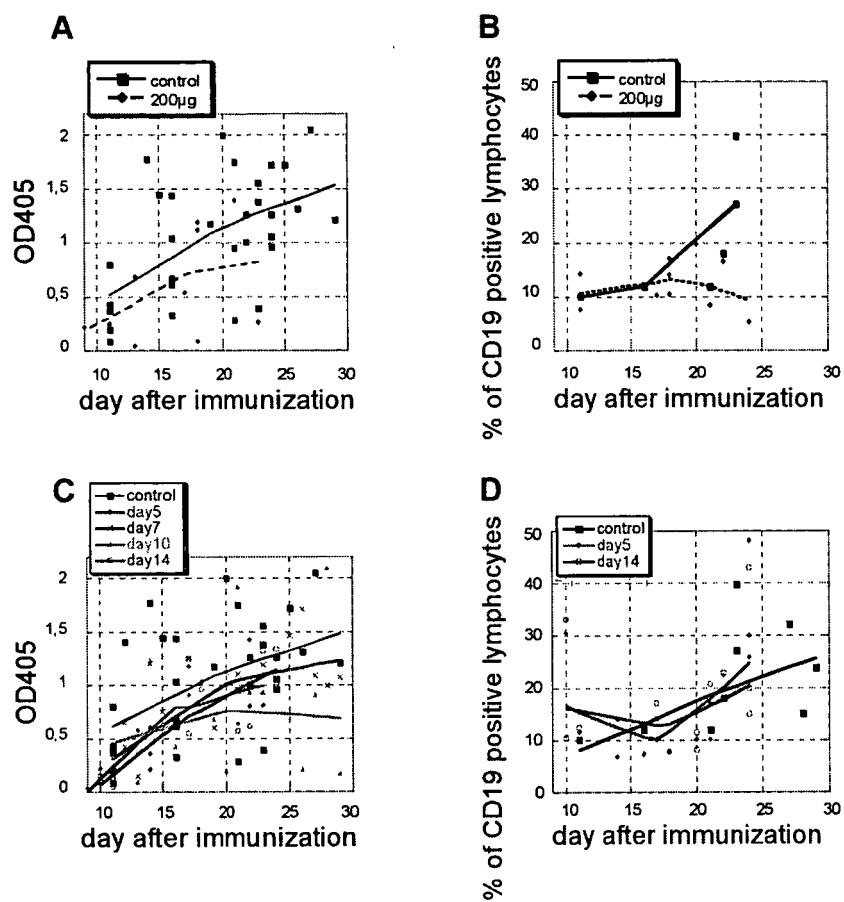 A
control
200µg
OD405
2
1,5
1
0,5
0
10 15 20 25 30
day after immunization
B
control
200µg
% of CD19 positive lymphocytes
50
40
30
20
10
0
10 15 20 25 30
day after immunization
C
control
day5
day7
day10
day14
OD405
2
1,5
1
0,5
0
10 15 20 25 30
day after immunization
D
control
day5
day14
% of CD19 positive lymphocytes
50
40
30
20
10
0
10 15 20 25 30
day after immunization